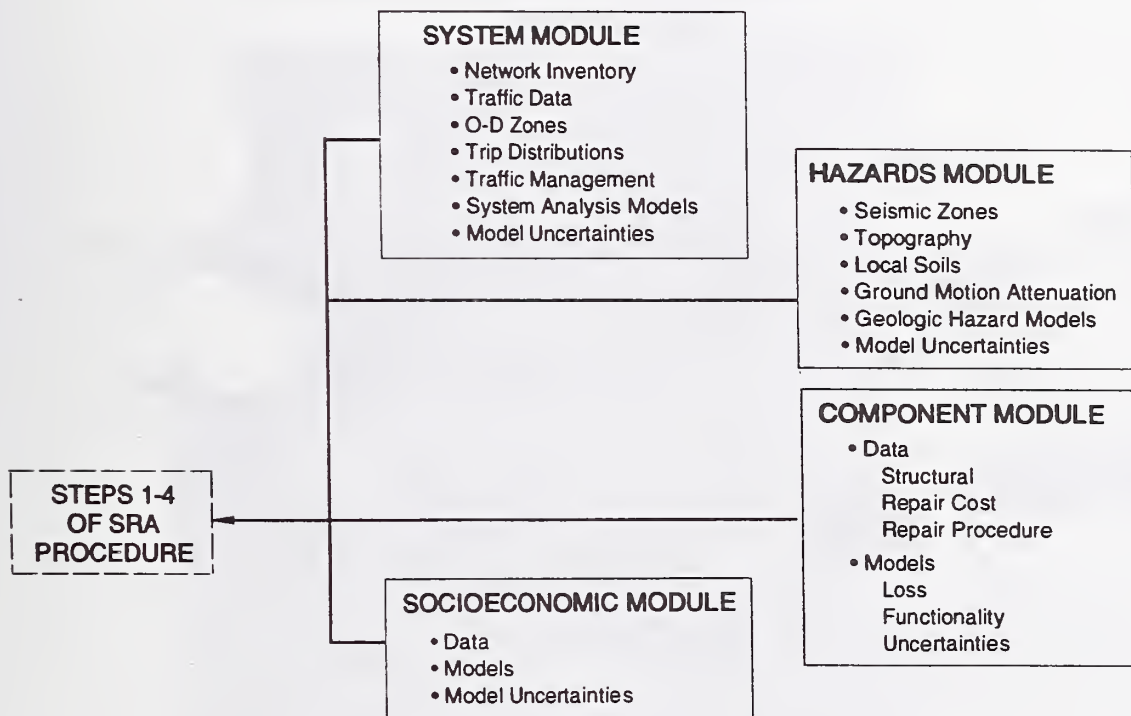 SYSTEM MODULE
• Network Inventory
• Traffic Data
• O-D Zones
• Trip Distributions
• Traffic Management
• System Analysis Models
• Model Uncertainties
HAZARDS MODULE
• Seismic Zones
• Topography
• Local Soils
• Ground Motion Attenuation
• Geologic Hazard Models
• Model Uncertainties
COMPONENT MODULE
• Data
Structural
Repair Cost
Repair Procedure
• Models
Loss
Functionality
Uncertainties
STEPS 1-4
OF SRA
PROCEDURE
SOCIOECONOMIC MODULE
• Data
• Models
• Model Uncertainties